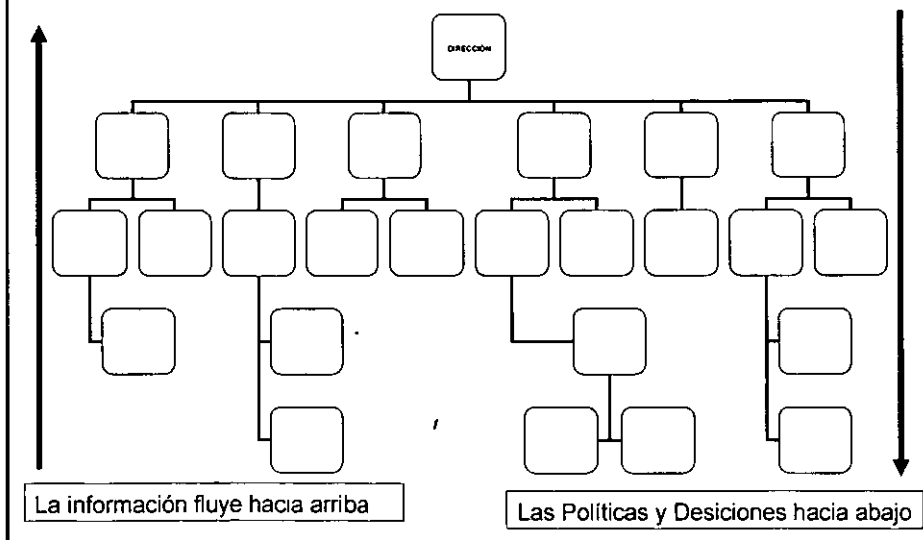 DIRECCIÓN
La información fluye hacia arriba
Las Políticas y Desiciones hacia abajo